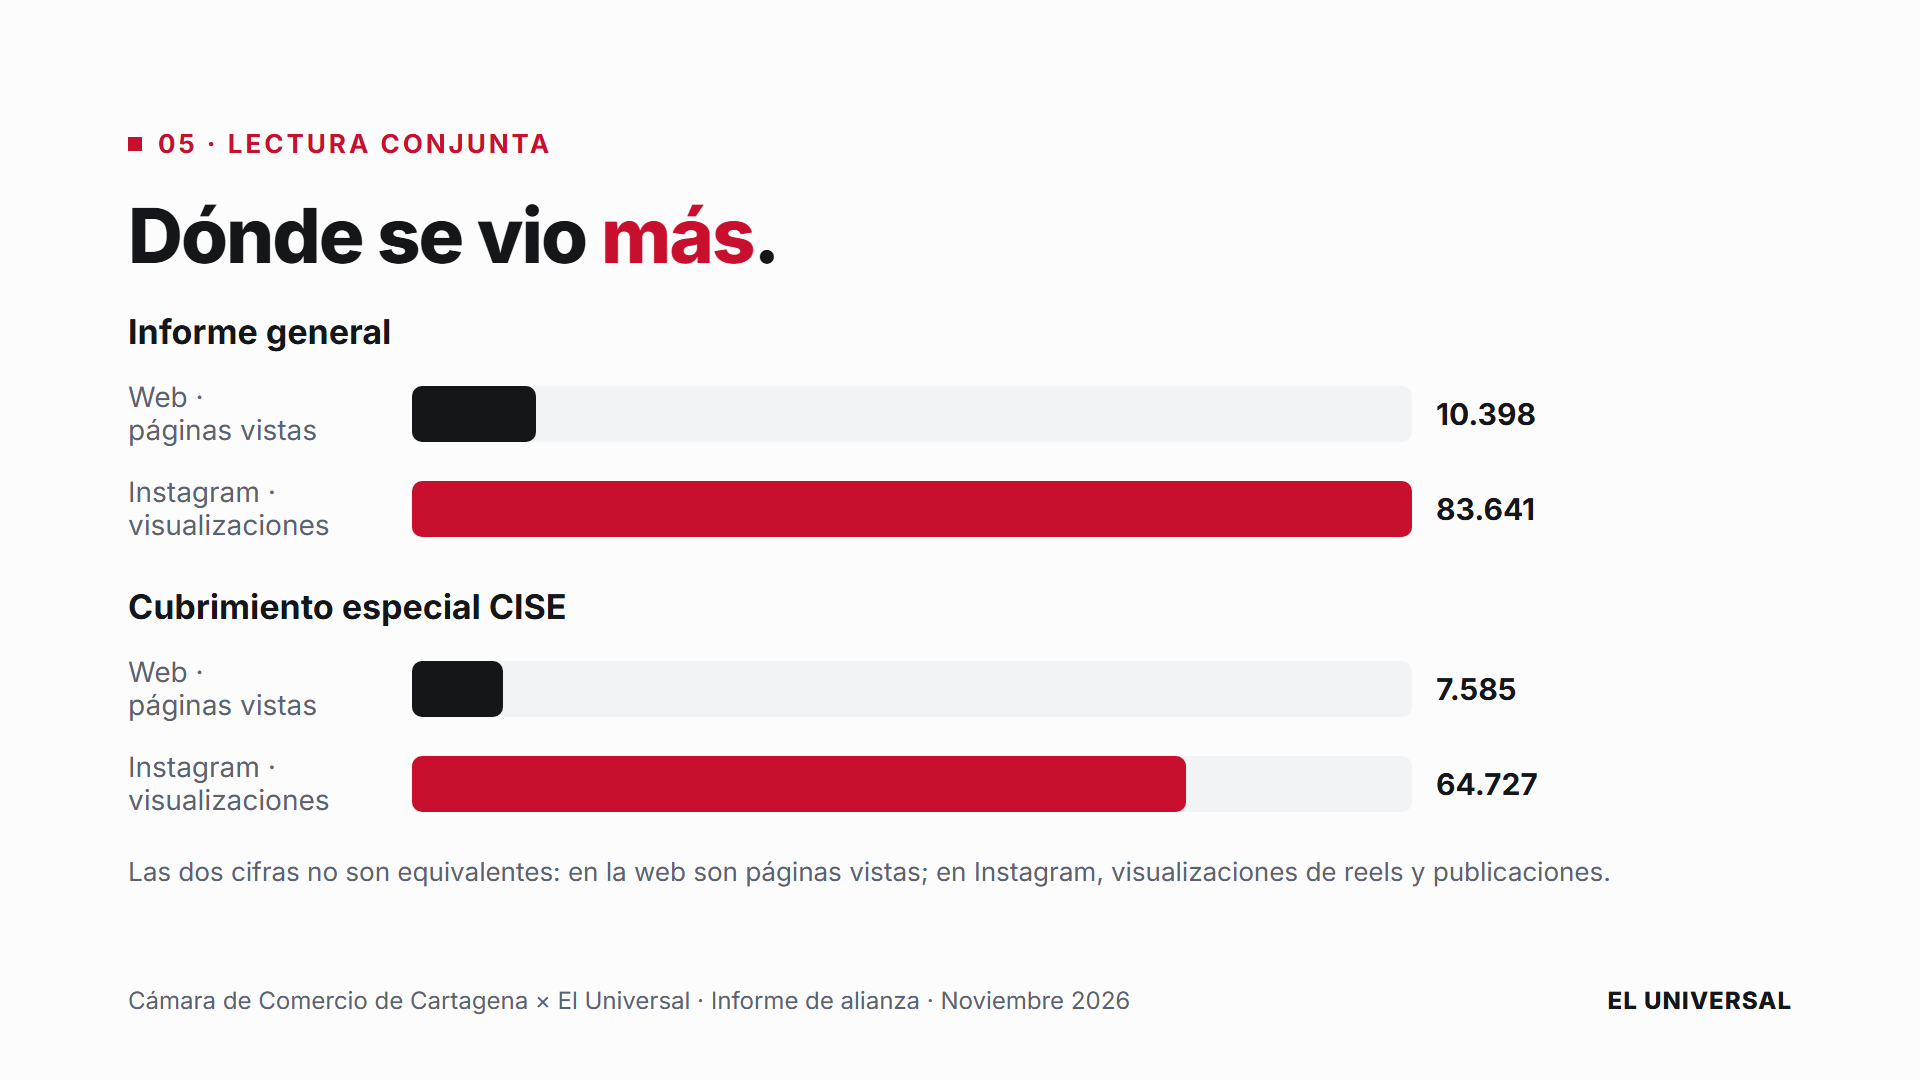 05 · LECTURA CONJUNTA
Dónde se vio más.
Informe general
Web ·
páginas vistas
10.398
Instagram ·
visualizaciones
83.641
Cubrimiento especial CISE
Web ·
páginas vistas
7.585
Instagram ·
visualizaciones
64.727
Las dos cifras no son equivalentes: en la web son páginas vistas; en Instagram, visualizaciones de reels y publicaciones.
Cámara de Comercio de Cartagena × El Universal · Informe de alianza · Noviembre 2026
EL UNIVERSAL